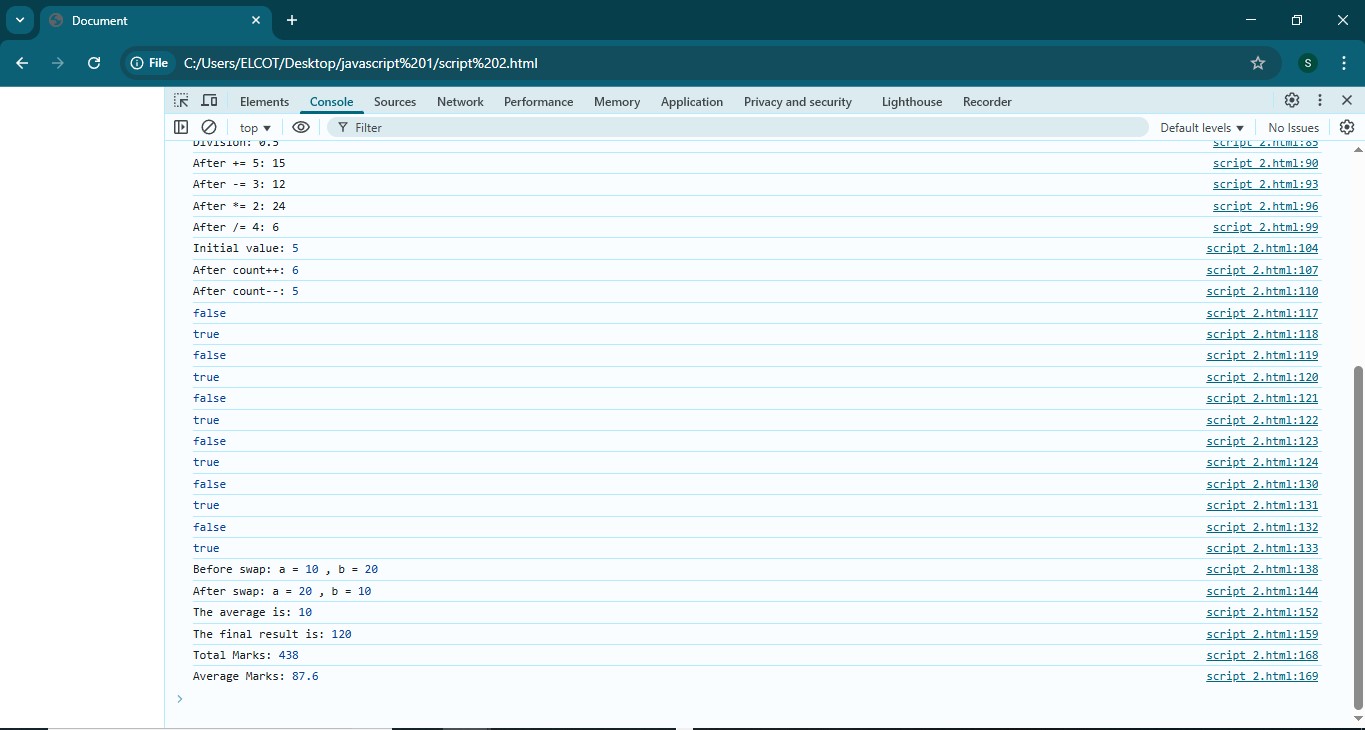 Document
File C:/Users/ELCOT/Desktop/javascript%201/script%202.html S
Elements Console Sources Network Performance Memory Application Privacy and security Lighthouse Recorder
top Filter Default levels No Issues
Division: 0.5 script 2.html:85
After += 5: 15 script 2.html:90
After -= 3: 12 script 2.html:93
After *= 2: 24 script 2.html:96
After /= 4: 6 script 2.html:99
Initial value: 5 script 2.html:104
After count++: 6 script 2.html:107
After count--: 5 script 2.html:110
false script 2.html:117
true script 2.html:118
false script 2.html:119
true script 2.html:120
false script 2.html:121
true script 2.html:122
false script 2.html:123
true script 2.html:124
false script 2.html:130
true script 2.html:131
false script 2.html:132
true script 2.html:133
Before swap: a = 10 , b = 20 script 2.html:138
After swap: a = 20 , b = 10 script 2.html:144
The average is: 10 script 2.html:152
The final result is: 120 script 2.html:159
Total Marks: 438 script 2.html:168
Average Marks: 87.6 script 2.html:169